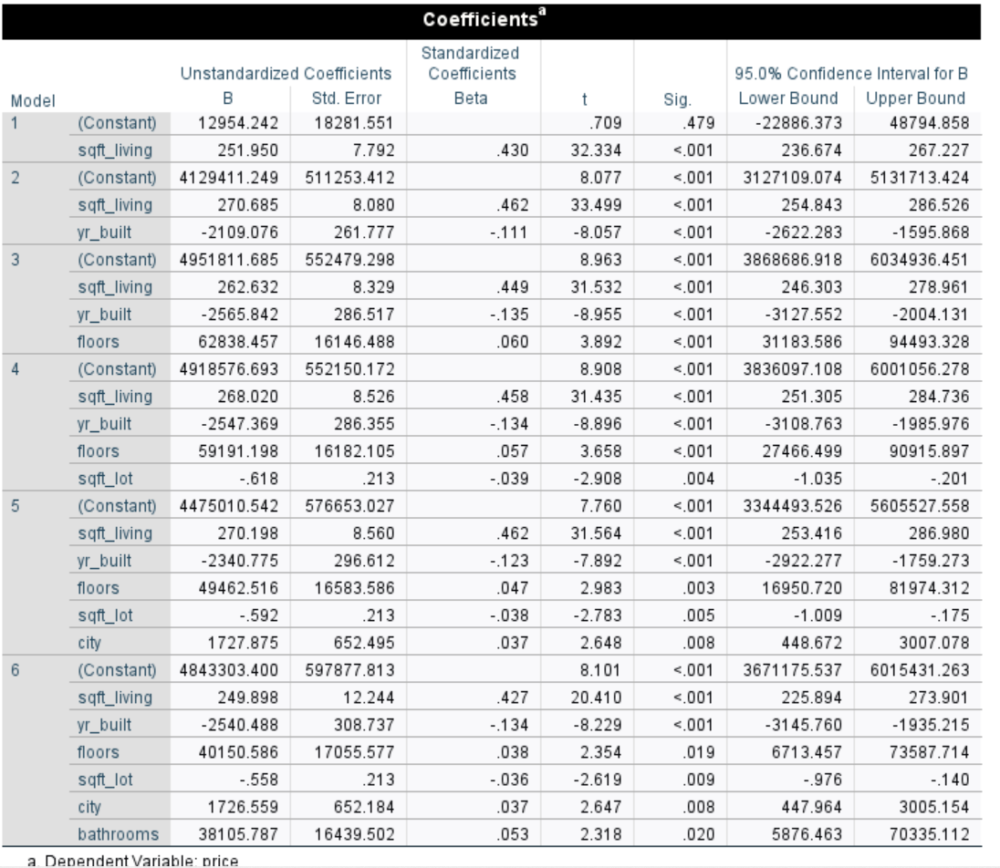 Coefficientsa
Standardized
Unstandardized Coefficients Coefficients 95.0% Confidence Interval for B
Model B Std. Error Beta t Sig. Lower Bound Upper Bound
1 (Constant) 12954.242 18281.551 .709 .479 -22886.373 48794.858
sqft_living 251.950 7.792 .430 32.334 <.001 236.674 267.227
2 (Constant) 4129411.249 511253.412 8.077 <.001 3127109.074 5131713.424
sqft_living 270.685 8.080 .462 33.499 <.001 254.843 286.526
yr_built -2109.076 261.777 -.111 -8.057 <.001 -2622.283 -1595.868
3 (Constant) 4951811.685 552479.298 8.963 <.001 3868686.918 6034936.451
sqft_living 262.632 8.329 .449 31.532 <.001 246.303 278.961
yr_built -2565.842 286.517 -.135 -8.955 <.001 -3127.552 -2004.131
floors 62838.457 16146.488 .060 3.892 <.001 31183.586 94493.328
4 (Constant) 4918576.693 552150.172 8.908 <.001 3836097.108 6001056.278
sqft_living 268.020 8.526 .458 31.435 <.001 251.305 284.736
yr_built -2547.369 286.355 -.134 -8.896 <.001 -3108.763 -1985.976
floors 59191.198 16182.105 .057 3.658 <.001 27466.499 90915.897
sqft_lot -.618 .213 -.039 -2.908 .004 -1.035 -.201
5 (Constant) 4475010.542 576653.027 7.760 <.001 3344493.526 5605527.558
sqft_living 270.198 8.560 .462 31.564 <.001 253.416 286.980
yr_built -2340.775 296.612 -.123 -7.892 <.001 -2922.277 -1759.273
floors 49462.516 16583.586 .047 2.983 .003 16950.720 81974.312
sqft_lot -.592 .213 -.038 -2.783 .005 -1.009 -.175
city 1727.875 652.495 .037 2.648 .008 448.672 3007.078
6 (Constant) 4843303.400 597877.813 8.101 <.001 3671175.537 6015431.263
sqft_living 249.898 12.244 .427 20.410 <.001 225.894 273.901
yr_built -2540.488 308.737 -.134 -8.229 <.001 -3145.760 -1935.215
floors 40150.586 17055.577 .038 2.354 .019 6713.457 73587.714
sqft_lot -.558 .213 -.036 -2.619 .009 -.976 -.140
city 1726.559 652.184 .037 2.647 .008 447.964 3005.154
bathrooms 38105.787 16439.502 .053 2.318 .020 5876.463 70335.112
a. Dependent Variable: price